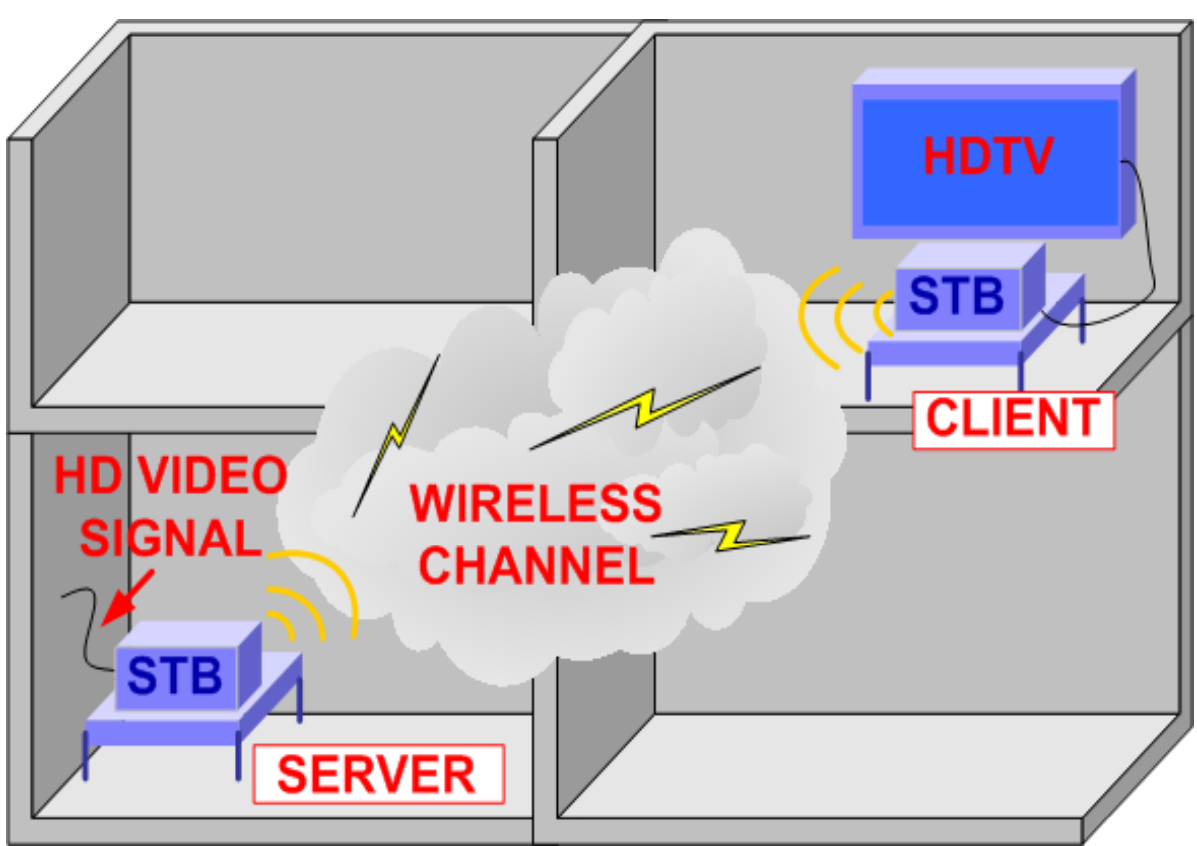 HDTV
STB
CLIENT
HD VIDEO
SIGNAL
WIRELESS
CHANNEL
STB
SERVER